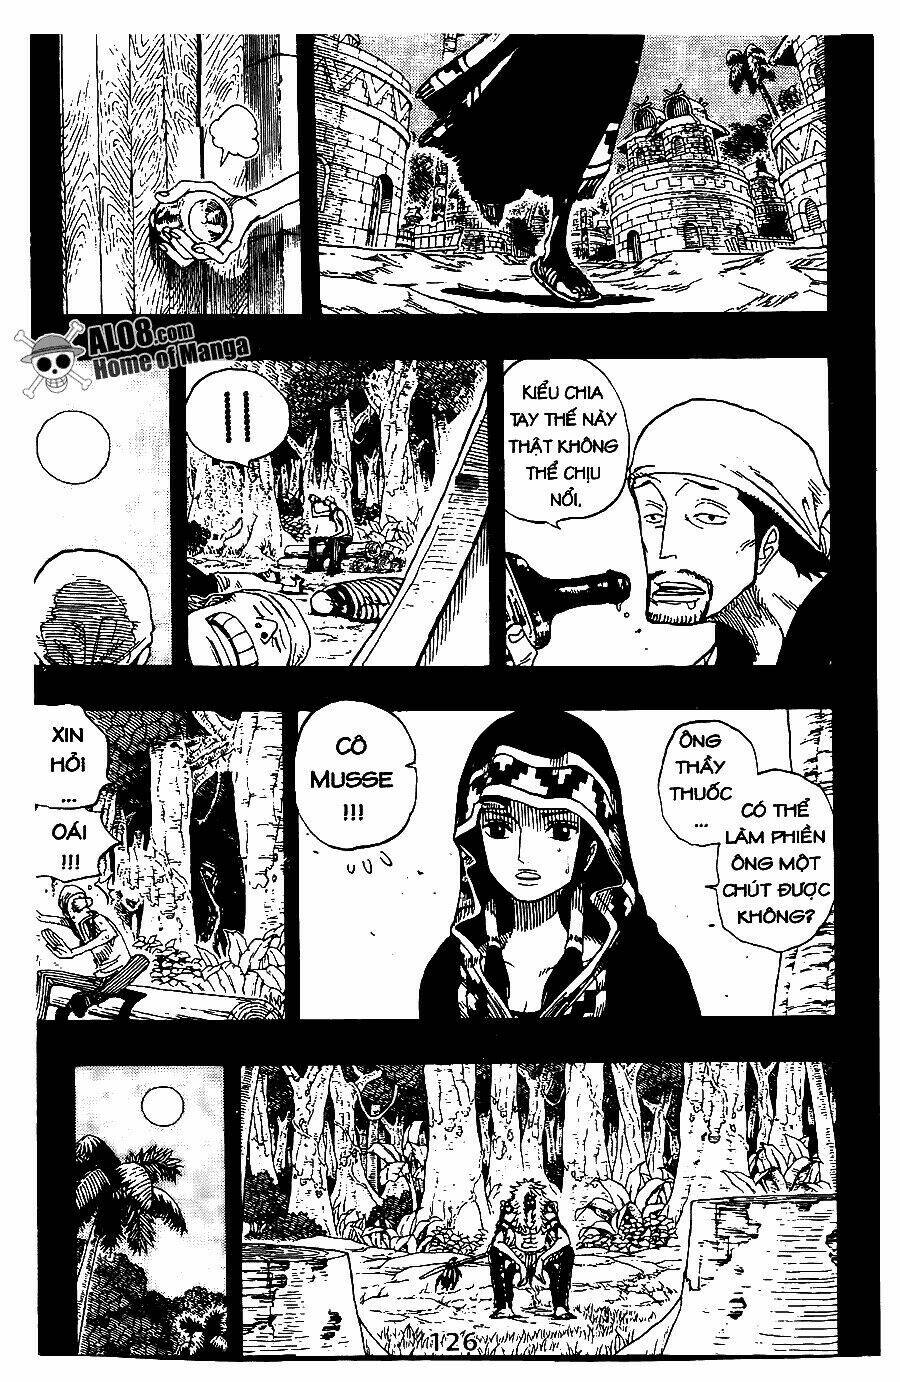 AL08.com
Home of Manga
KIỂU CHIA
TAY THẾ NÀY
THẬT KHÔNG
THỂ CHỊU
NỔI.
!!
ÔNG
THẦY
THUỐC
...
CÓ THỂ
LÀM PHIỀN
ÔNG MỘT
CHÚT ĐƯỢC
KHÔNG?
CÔ
MUSSE
!!!
XIN
HỎI
...
OÁI
!!!
126